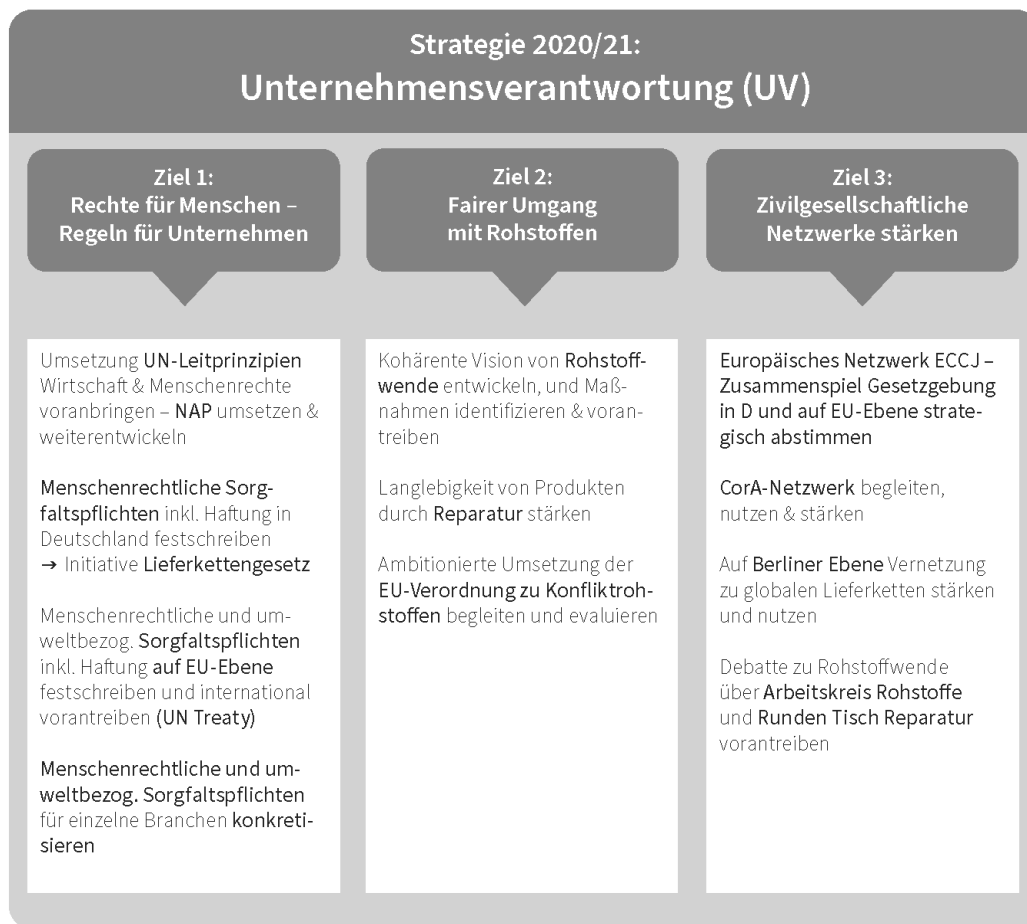 Strategie 2020/21:
Unternehmensverantwortung (UV)
Ziel 1:
Rechte für Menschen –
Regeln für Unternehmen
Umsetzung UN-Leitprinzipien
Wirtschaft & Menschenrechte
voranbringen – NAP umsetzen &
weiterentwickeln
Menschenrechtliche Sorg-
faltspflichten inkl. Haftung in
Deutschland festschreiben
→ Initiative Lieferkettengesetz
Menschenrechtliche und um-
weltbezog. Sorgfaltspflichten
inkl. Haftung auf EU-Ebene
festschreiben und international
vorantreiben (UN Treaty)
Menschenrechtliche und um-
weltbezog. Sorgfaltspflichten
für einzelne Branchen konkreti-
sieren
Ziel 2:
Fairer Umgang
mit Rohstoffen
Kohärente Vision von Rohstoff-
wende entwickeln, und Maß-
nahmen identifizieren & voran-
treiben
Langlebigkeit von Produkten
durch Reparatur stärken
Ambitionierte Umsetzung der
EU-Verordnung zu Konfliktroh-
stoffen begleiten und evaluieren
Ziel 3:
Zivilgesellschaftliche
Netzwerke stärken
Europäisches Netzwerk ECCJ –
Zusammenspiel Gesetzgebung
in D und auf EU-Ebene strate-
gisch abstimmen
CorA-Netzwerk begleiten,
nutzen & stärken
Auf Berliner Ebene Vernetzung
zu globalen Lieferketten stärken
und nutzen
Debatte zu Rohstoffwende
über Arbeitskreis Rohstoffe
und Runden Tisch Reparatur
vorantreiben